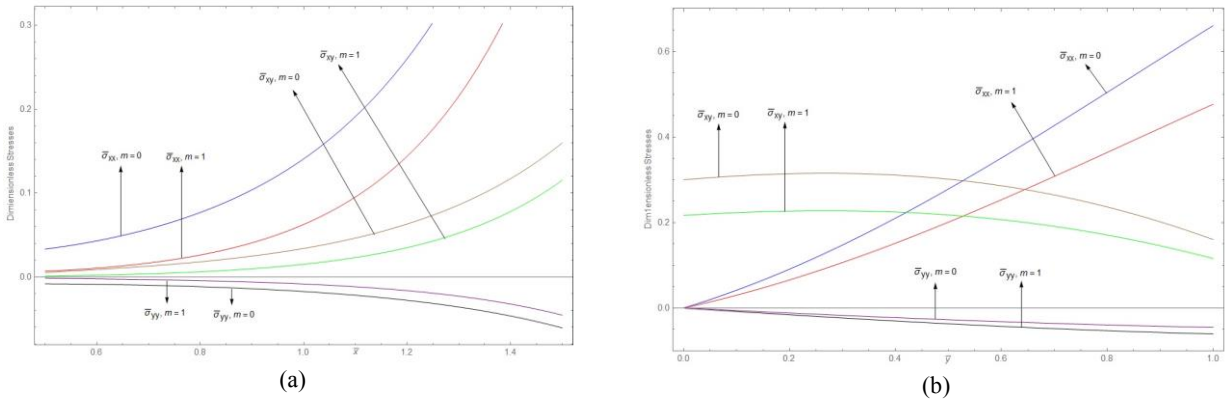 0.3
0.2
0.1
0.0
Dimensionless Stresses
σ̅xx, m = 0
σ̅xx, m = 1
σ̅xy, m = 0
σ̅xy, m = 1
σ̅yy, m = 1
σ̅yy, m = 0
0.6 0.8 1.0 1.2 1.4
x̅
(a)
0.6
0.4
0.2
0.0
Dim1ensionless Stresses
σ̅xy, m = 0
σ̅xy, m = 1
σ̅xx, m = 0
σ̅xx, m = 1
σ̅yy, m = 0
σ̅yy, m = 1
0.0 0.2 0.4 0.6 0.8 1.0
y̅
(b)